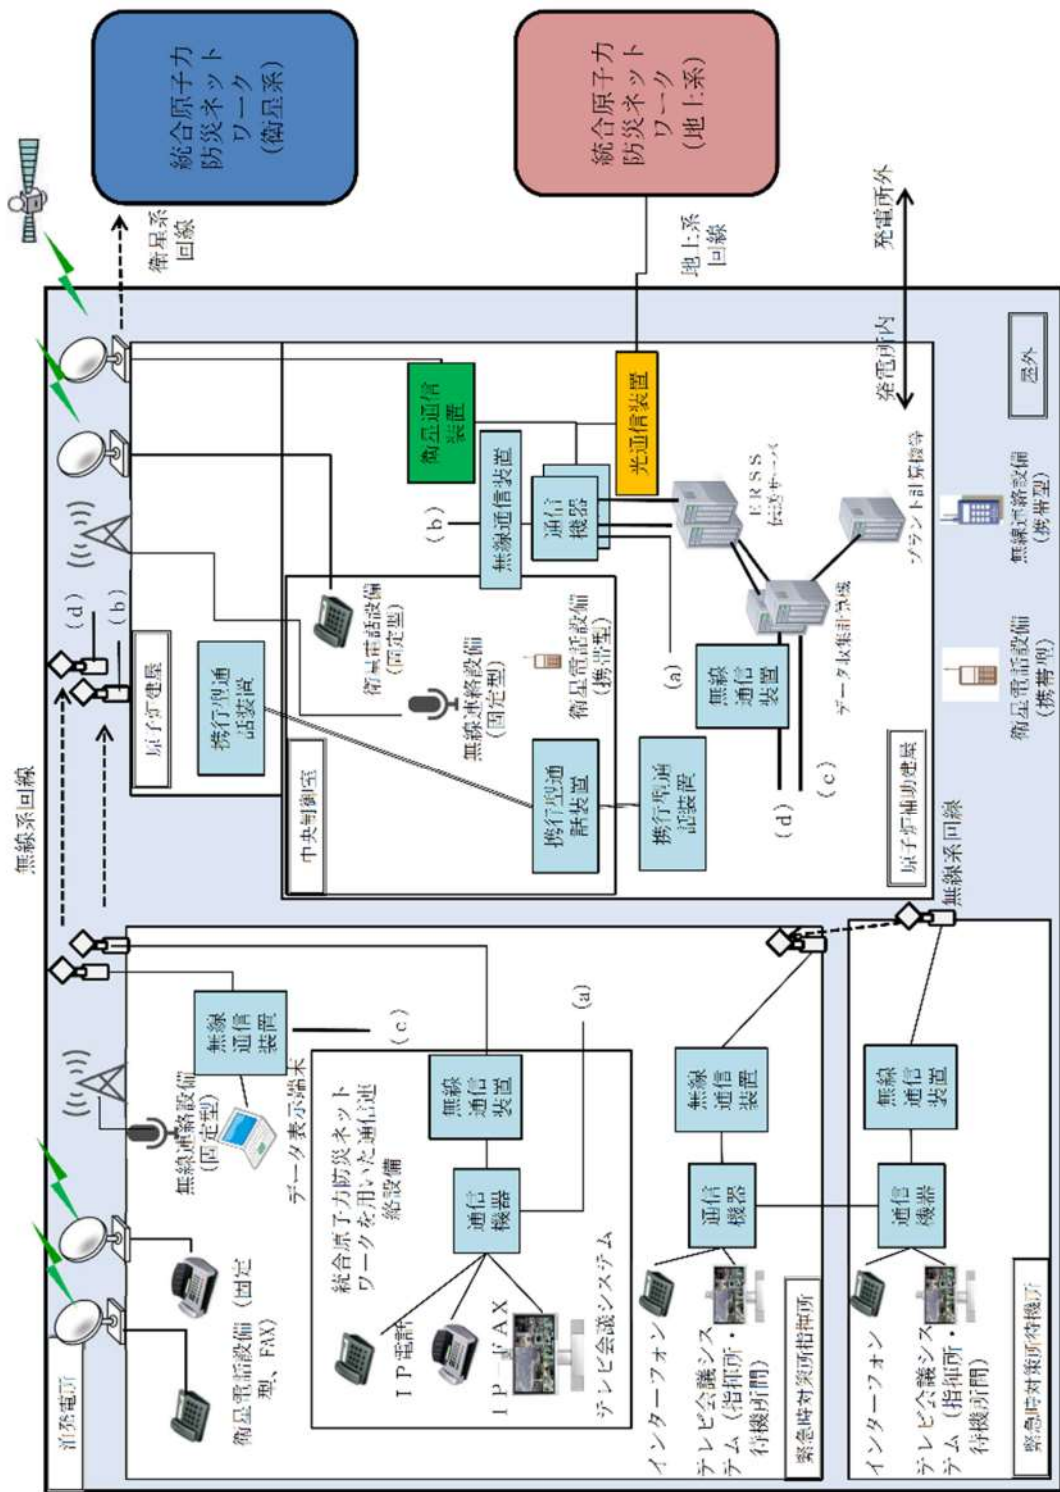 泊発電所
無線系回線
衛星系
回線
統合原子力
防災ネット
ワーク
(衛星系)
統合原子力
防災ネット
ワーク
(地上系)
地上系
回線
発電所内
発電所外
屋外
衛星電話設備(固定
型、FAX)
無線連絡設備
(固定型)
データ表示端末
無線
通信
装置
(c)
統合原子力防災ネット
ワークを用いた通信連
絡設備
IP電話
IP-FAX
テレビ会議システム
通信
機器
無線
通信
装置
(a)
インターフォン
テレビ会議シス
テム(指揮所・
待機所間)
通信
機器
無線
通信
装置
緊急時対策所指揮所
インターフォン
テレビ会議シス
テム(指揮所・
待機所間)
通信
機器
無線
通信
装置
緊急時対策所待機所
無線系回線
(d)
(b)
原子炉建屋
携行型通
話装置
中央制御室
衛星電話設備
(固定型)
無線連絡設備
(固定型)
衛星電話設備
(携帯型)
携行型通
話装置
携行型通
話装置
(b)
無線通信装置
衛星通信
装置
通信
機器
光通信装置
(a)
ERSS
伝送サーバ
無線
通信
装置
データ収集計算機
プラント計算機等
(d)
(c)
原子炉補助建屋
衛星電話設備
(携帯型)
無線連絡設備
(携帯型)